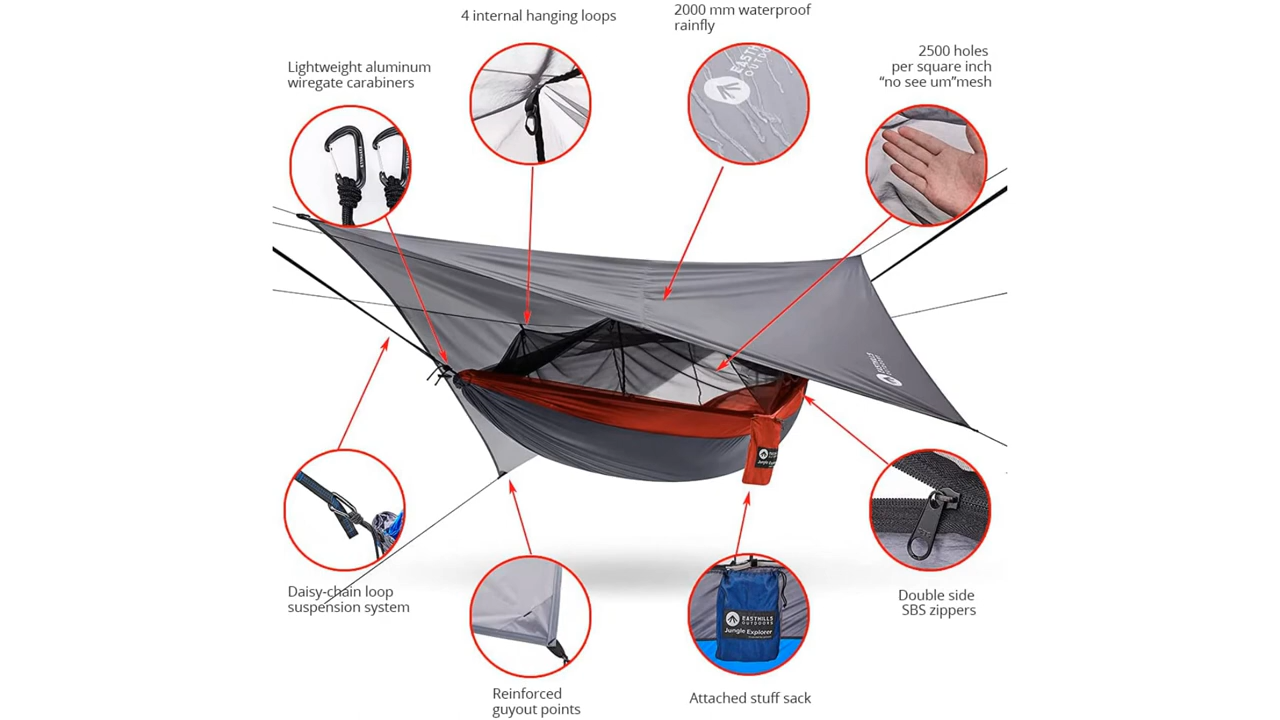 4 internal hanging loops
2000 mm waterproof
rainfly
2500 holes
per square inch
“no see um”mesh
Lightweight aluminum
wiregate carabiners
EASTHILLS
OUTDOORS
Jungle Explorer
Daisy-chain loop
suspension system
Double side
SBS zippers
Reinforced
guyout points
Attached stuff sack